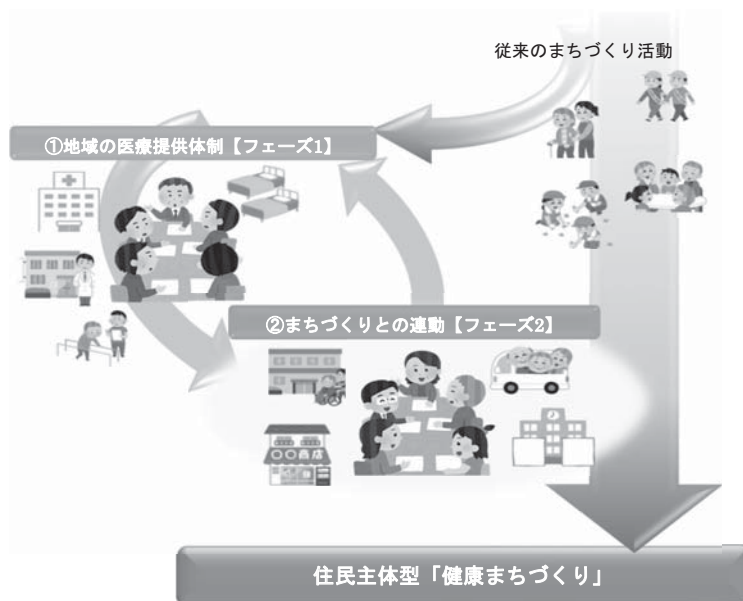 従来のまちづくり活動
①地域の医療提供体制【フェーズ1】
②まちづくりとの連動【フェーズ2】
〇〇商店
住民主体型「健康まちづくり」